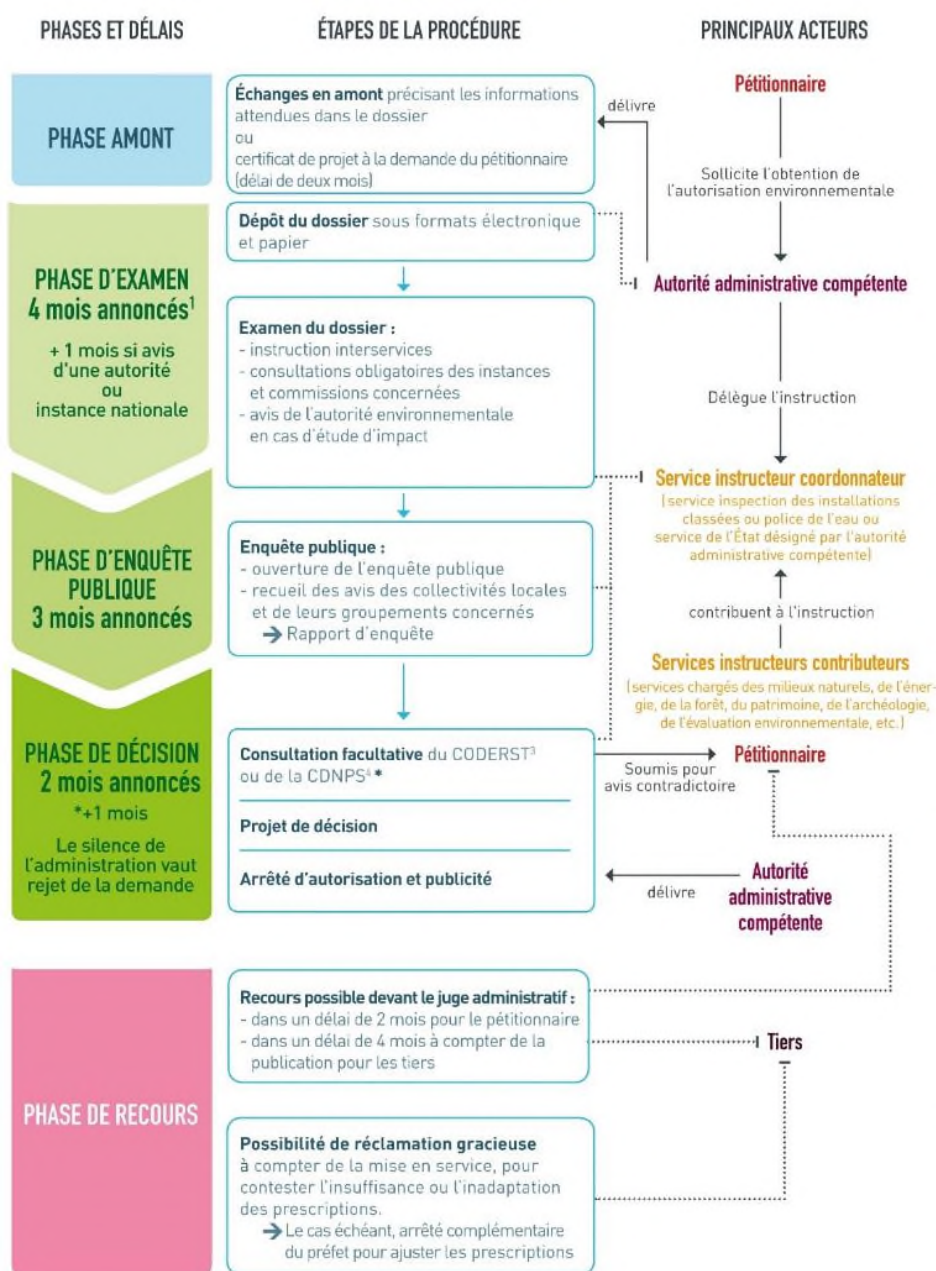 PHASES ET DÉLAIS
ÉTAPES DE LA PROCÉDURE
PRINCIPAUX ACTEURS
PHASE AMONT
Échanges en amont précisant les informations
attendues dans le dossier
ou
certificat de projet à la demande du pétitionnaire
(délai de deux mois)
délivre
Pétitionnaire
Sollicite l'obtention de
l'autorisation environnementale
PHASE D'EXAMEN
4 mois annoncés¹
+ 1 mois si avis
d'une autorité
ou
instance nationale
Dépôt du dossier sous formats électronique
et papier
Autorité administrative compétente
Examen du dossier :
- instruction interservices
- consultations obligatoires des instances
et commissions concernées
- avis de l'autorité environnementale
en cas d'étude d'impact
Délègue l'instruction
Service instructeur coordonnateur
(service inspection des installations
classées ou police de l'eau ou
service de l'État désigné par l'autorité
administrative compétente)
PHASE D'ENQUÊTE
PUBLIQUE
3 mois annoncés
Enquête publique :
- ouverture de l'enquête publique
- recueil des avis des collectivités locales
et de leurs groupements concernés
→ Rapport d'enquête
contribuent à l'instruction
Services instructeurs contributeurs
(services chargés des milieux naturels, de l'éner-
gie, de la forêt, du patrimoine, de l'archéologie,
de l'évaluation environnementale, etc.)
PHASE DE DÉCISION
2 mois annoncés
*+1 mois
Le silence de
l'administration vaut
rejet de la demande
Consultation facultative du CODERST³
ou de la CDNPS⁴ *
Projet de décision
Arrêté d'autorisation et publicité
Soumis pour
avis contradictoire
Pétitionnaire
délivre
Autorité
administrative
compétente
PHASE DE RECOURS
Recours possible devant le juge administratif :
- dans un délai de 2 mois pour le pétitionnaire
- dans un délai de 4 mois à compter de la
publication pour les tiers
Tiers
Possibilité de réclamation gracieuse
à compter de la mise en service, pour
contester l'insuffisance ou l'inadaptation
des prescriptions.
→ Le cas échéant, arrêté complémentaire
du préfet pour ajuster les prescriptions